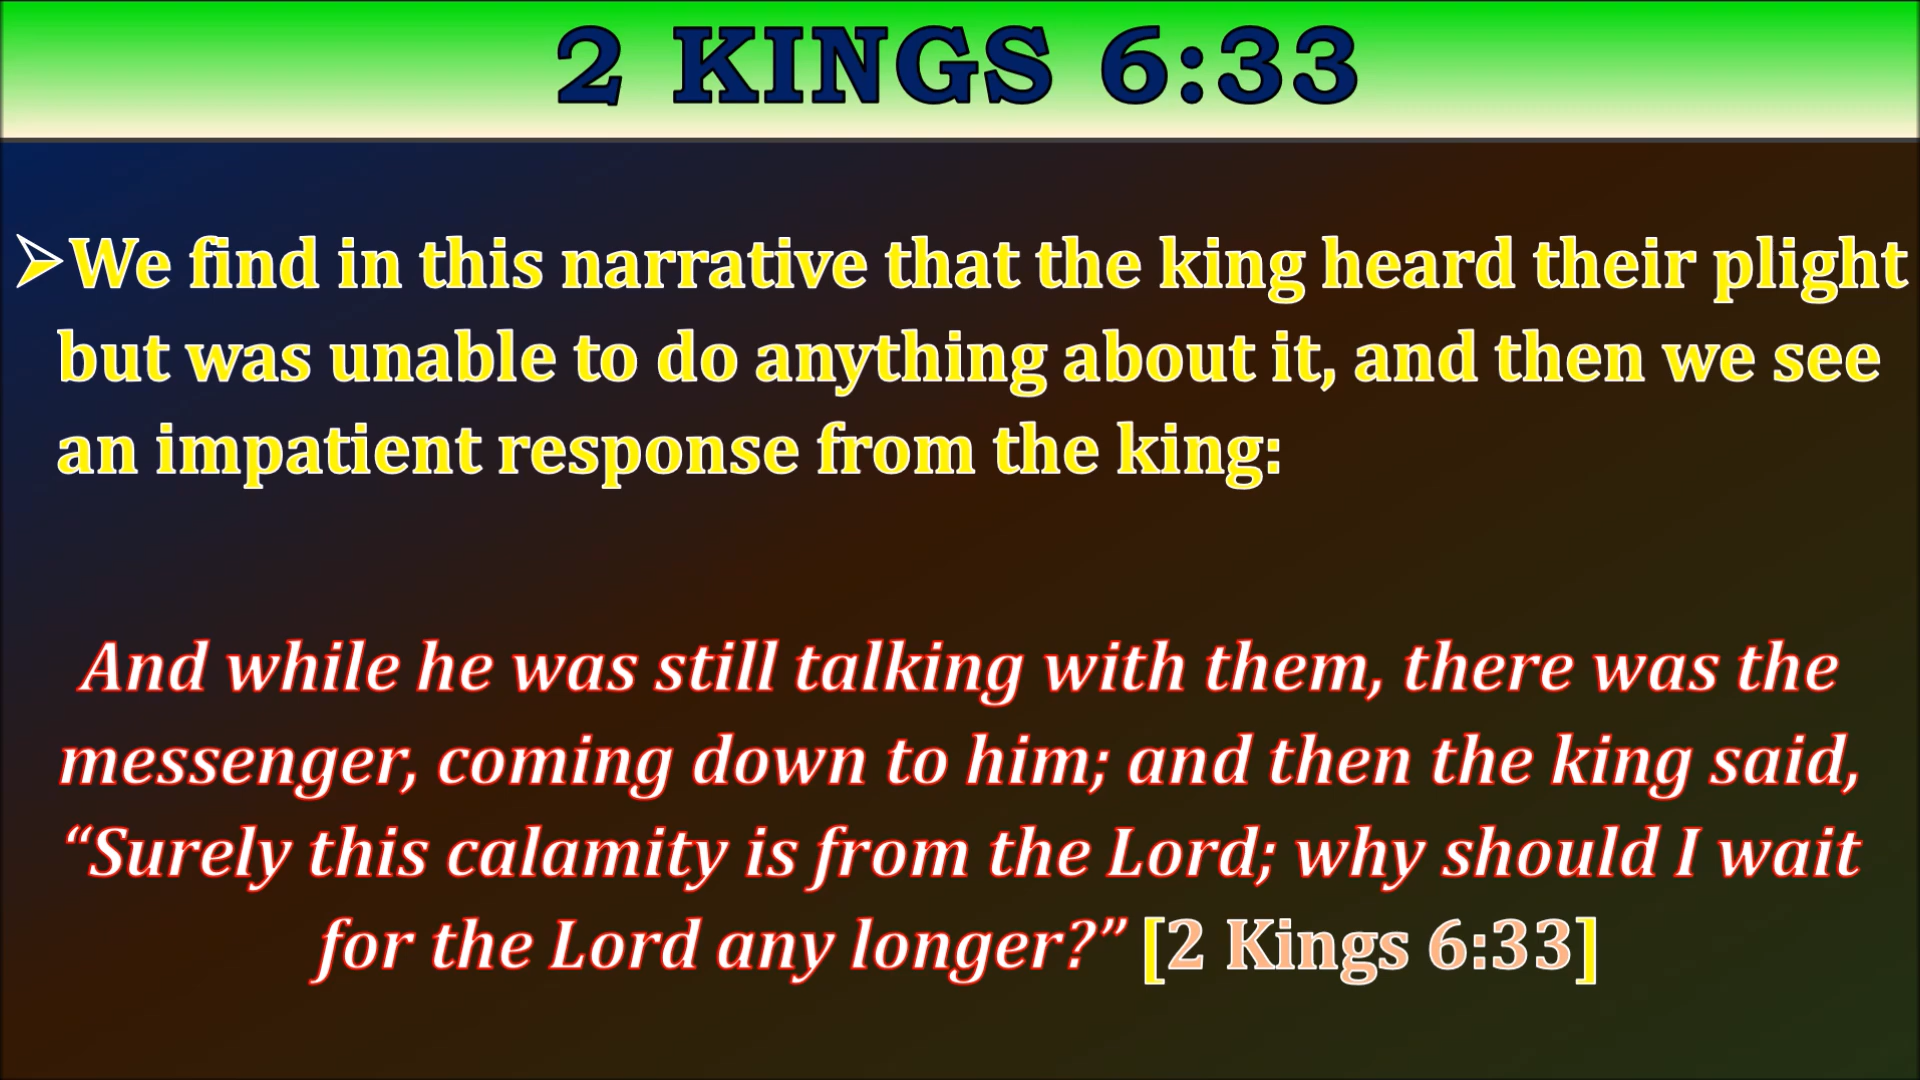 2 KINGS 6:33
➢We find in this narrative that the king heard their plight
but was unable to do anything about it, and then we see
an impatient response from the king:
And while he was still talking with them, there was the
messenger, coming down to him; and then the king said,
“Surely this calamity is from the Lord; why should I wait
for the Lord any longer?” [2 Kings 6:33]